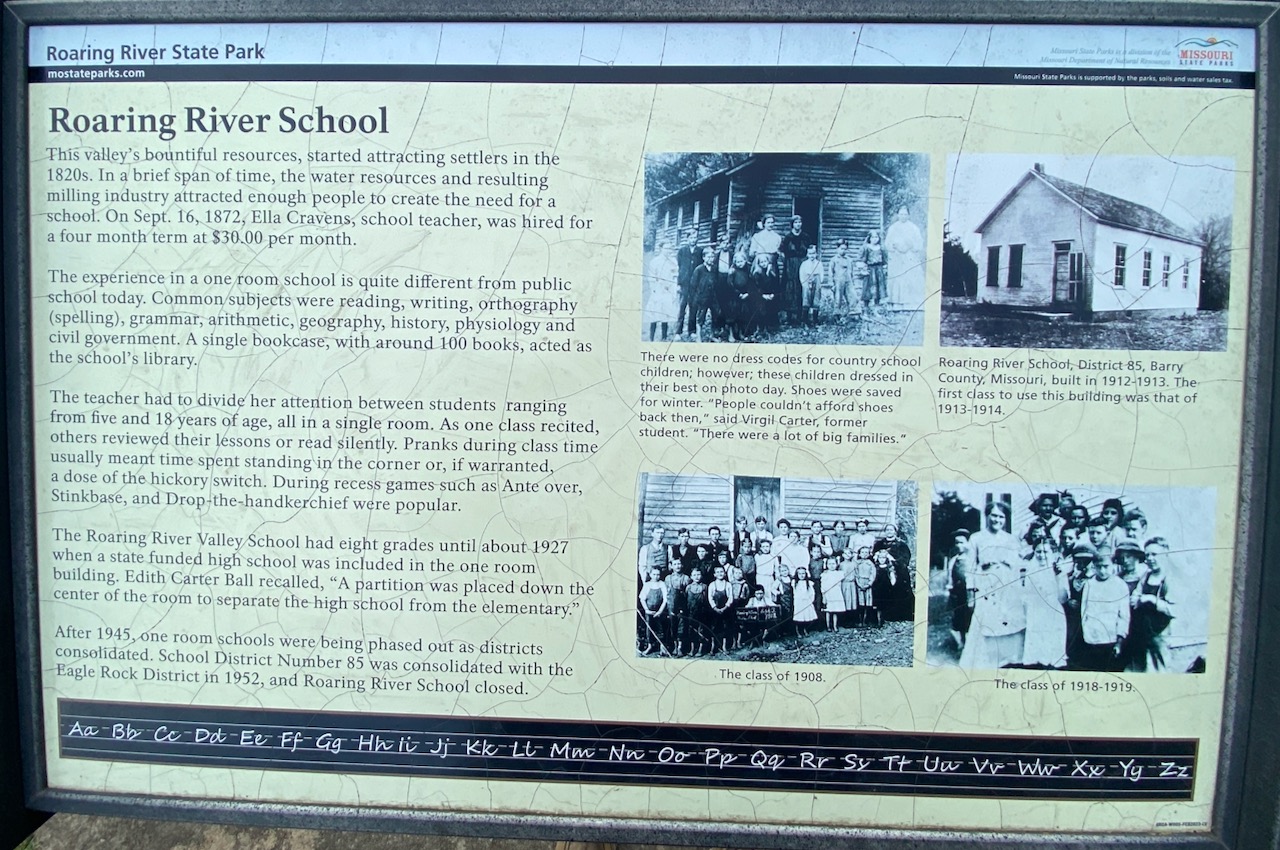 Roaring River State Park
mostateparks.com
Missouri State Parks is a division of the
Missouri Department of Natural Resources
MISSOURI
STATE PARKS
Missouri State Parks is supported by the parks, soils and water sales tax.
Roaring River School
This valley's bountiful resources, started attracting settlers in the
1820s. In a brief span of time, the water resources and resulting
milling industry attracted enough people to create the need for a
school. On Sept. 16, 1872, Ella Cravens, school teacher, was hired for
a four month term at $30.00 per month.
The experience in a one room school is quite different from public
school today. Common subjects were reading, writing, orthography
(spelling), grammar, arithmetic, geography, history, physiology and
civil government. A single bookcase, with around 100 books, acted as
the school's library.
The teacher had to divide her attention between students ranging
from five and 18 years of age, all in a single room. As one class recited,
others reviewed their lessons or read silently. Pranks during class time
usually meant time spent standing in the corner or, if warranted,
a dose of the hickory switch. During recess games such as Ante over,
Stinkbase, and Drop-the-handkerchief were popular.
The Roaring River Valley School had eight grades until about 1927
when a state funded high school was included in the one room
building. Edith Carter Ball recalled, "A partition was placed down the
center of the room to separate the high school from the elementary."
After 1945, one room schools were being phased out as districts
consolidated. School District Number 85 was consolidated with the
Eagle Rock District in 1952, and Roaring River School closed.
There were no dress codes for country school
children; however; these children dressed in
their best on photo day. Shoes were saved
for winter. "People couldn't afford shoes
back then," said Virgil Carter, former
student. "There were a lot of big families."
Roaring River School, District 85, Barry
County, Missouri, built in 1912-1913. The
first class to use this building was that of
1913-1914.
The class of 1908.
The class of 1918-1919.
Aa Bb Cc Dd Ee Ff Gg Hh Ii Jj Kk Ll Mm Nn Oo Pp Qq Rr Ss Tt Uu Vv Ww Xx Yy Zz